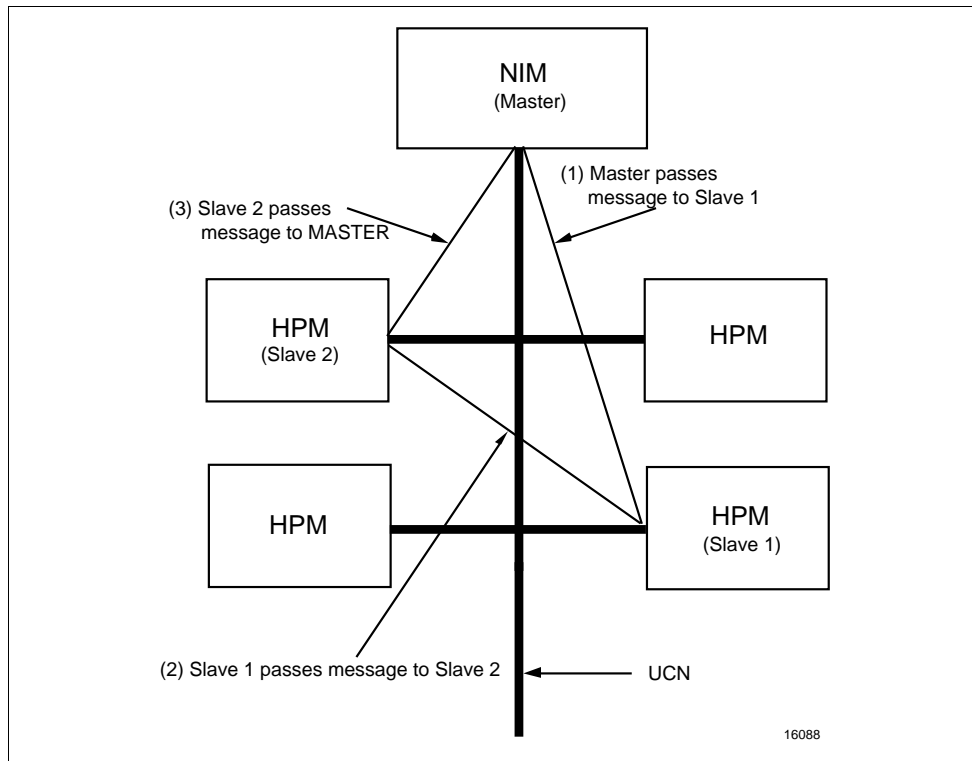 NIM
(Master)
(1) Master passes
message to Slave 1
(3) Slave 2 passes
message to MASTER
HPM
(Slave 2)
HPM
HPM
HPM
(Slave 1)
(2) Slave 1 passes message to Slave 2
UCN
16088